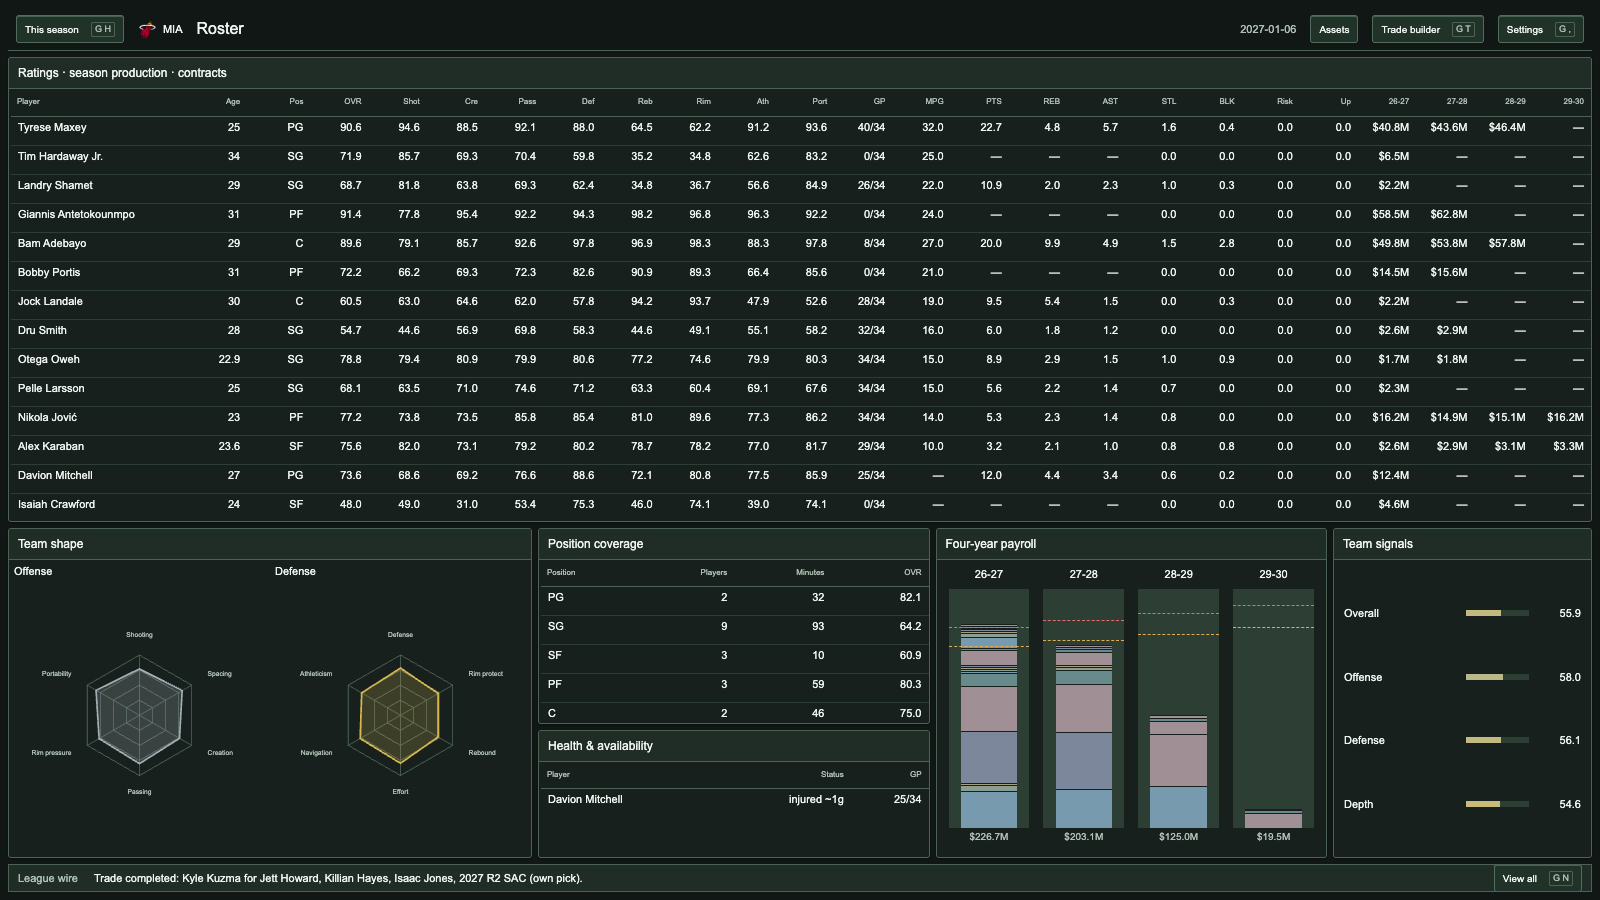 This season G H MIA Roster 2027-01-06 Assets Trade builder G T Settings G ,
Ratings · season production · contracts
Player Age Pos OVR Shot Cre Pass Def Reb Rim Ath Port GP MPG PTS REB AST STL BLK Risk Up 26-27 27-28 28-29 29-30
Tyrese Maxey 25 PG 90.6 94.6 88.5 92.1 88.0 64.5 62.2 91.2 93.6 40/34 32.0 22.7 4.8 5.7 1.6 0.4 0.0 0.0 $40.8M $43.6M $46.4M —
Tim Hardaway Jr. 34 SG 71.9 85.7 69.3 70.4 59.8 35.2 34.8 62.6 83.2 0/34 25.0 — — — 0.0 0.0 0.0 0.0 $6.5M — — —
Landry Shamet 29 SG 68.7 81.8 63.8 69.3 62.4 34.8 36.7 56.6 84.9 26/34 22.0 10.9 2.0 2.3 1.0 0.3 0.0 0.0 $2.2M — — —
Giannis Antetokounmpo 31 PF 91.4 77.8 95.4 92.2 94.3 98.2 96.8 96.3 92.2 0/34 24.0 — — — 0.0 0.0 0.0 0.0 $58.5M $62.8M — —
Bam Adebayo 29 C 89.6 79.1 85.7 92.6 97.8 96.9 98.3 88.3 97.8 8/34 27.0 20.0 9.9 4.9 1.5 2.8 0.0 0.0 $49.8M $53.8M $57.8M —
Bobby Portis 31 PF 72.2 66.2 69.3 72.3 82.6 90.9 89.3 66.4 85.6 0/34 21.0 — — — 0.0 0.0 0.0 0.0 $14.5M $15.6M — —
Jock Landale 30 C 60.5 63.0 64.6 62.0 57.8 94.2 93.7 47.9 52.6 28/34 19.0 9.5 5.4 1.5 0.0 0.3 0.0 0.0 $2.2M — — —
Dru Smith 28 SG 54.7 44.6 56.9 69.8 58.3 44.6 49.1 55.1 58.2 32/34 16.0 6.0 1.8 1.2 0.0 0.0 0.0 0.0 $2.6M $2.9M — —
Otega Oweh 22.9 SG 78.8 79.4 80.9 79.9 80.6 77.2 74.6 79.9 80.3 34/34 15.0 8.9 2.9 1.5 1.0 0.9 0.0 0.0 $1.7M $1.8M — —
Pelle Larsson 25 SG 68.1 63.5 71.0 74.6 71.2 63.3 60.4 69.1 67.6 34/34 15.0 5.6 2.2 1.4 0.7 0.0 0.0 0.0 $2.3M — — —
Nikola Jović 23 PF 77.2 73.8 73.5 85.8 85.4 81.0 89.6 77.3 86.2 34/34 14.0 5.3 2.3 1.4 0.8 0.0 0.0 0.0 $16.2M $14.9M $15.1M $16.2M
Alex Karaban 23.6 SF 75.6 82.0 73.1 79.2 80.2 78.7 78.2 77.0 81.7 29/34 10.0 3.2 2.1 1.0 0.8 0.8 0.0 0.0 $2.6M $2.9M $3.1M $3.3M
Davion Mitchell 27 PG 73.6 68.6 69.2 76.6 88.6 72.1 80.8 77.5 85.9 25/34 — 12.0 4.4 3.4 0.6 0.2 0.0 0.0 $12.4M — — —
Isaiah Crawford 24 SF 48.0 49.0 31.0 53.4 75.3 46.0 74.1 39.0 74.1 0/34 — — — — 0.0 0.0 0.0 0.0 $4.6M — — —
Team shape
Offense Defense
Shooting
Portability Spacing
Rim pressure Creation
Passing
Defense
Athleticism Rim protect
Navigation Rebound
Effort
Position coverage
Position Players Minutes OVR
PG 2 32 82.1
SG 9 93 64.2
SF 3 10 60.9
PF 3 59 80.3
C 2 46 75.0
Health & availability
Player Status GP
Davion Mitchell injured ~1g 25/34
Four-year payroll
26-27 27-28 28-29 29-30
$226.7M $203.1M $125.0M $19.5M
Team signals
Overall 55.9
Offense 58.0
Defense 56.1
Depth 54.6
League wire Trade completed: Kyle Kuzma for Jett Howard, Killian Hayes, Isaac Jones, 2027 R2 SAC (own pick). View all G N